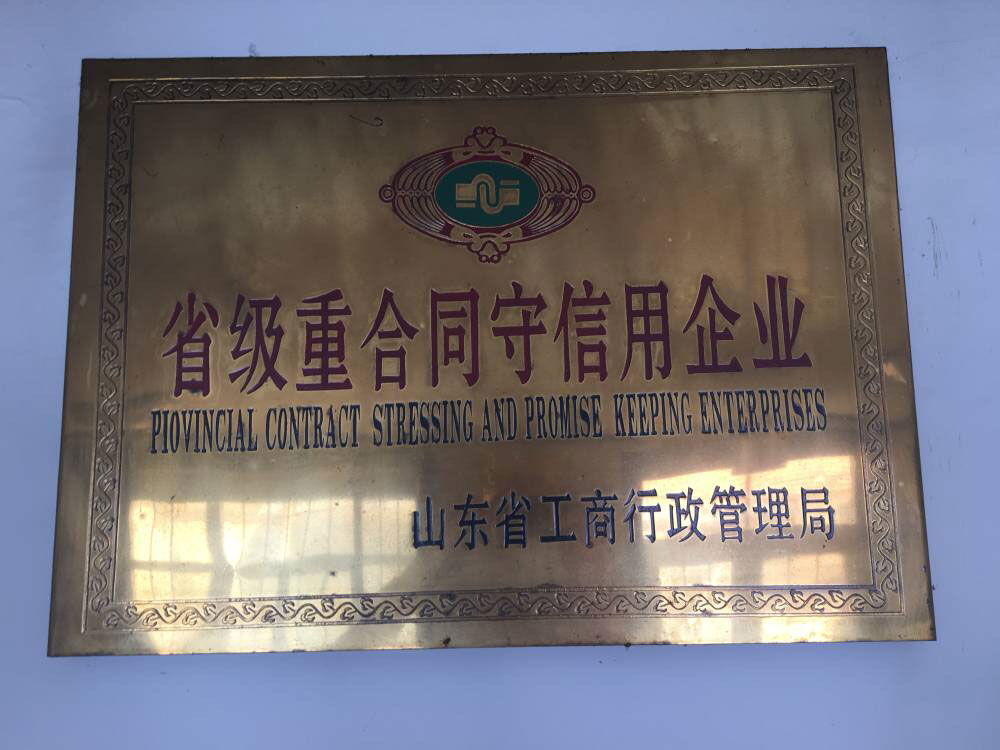 省级重合同守信用企业
PIOVINCIAL CONTRACT STRESSING AND PROMISE KEEPING ENTERPRISES
山东省工商行政管理局